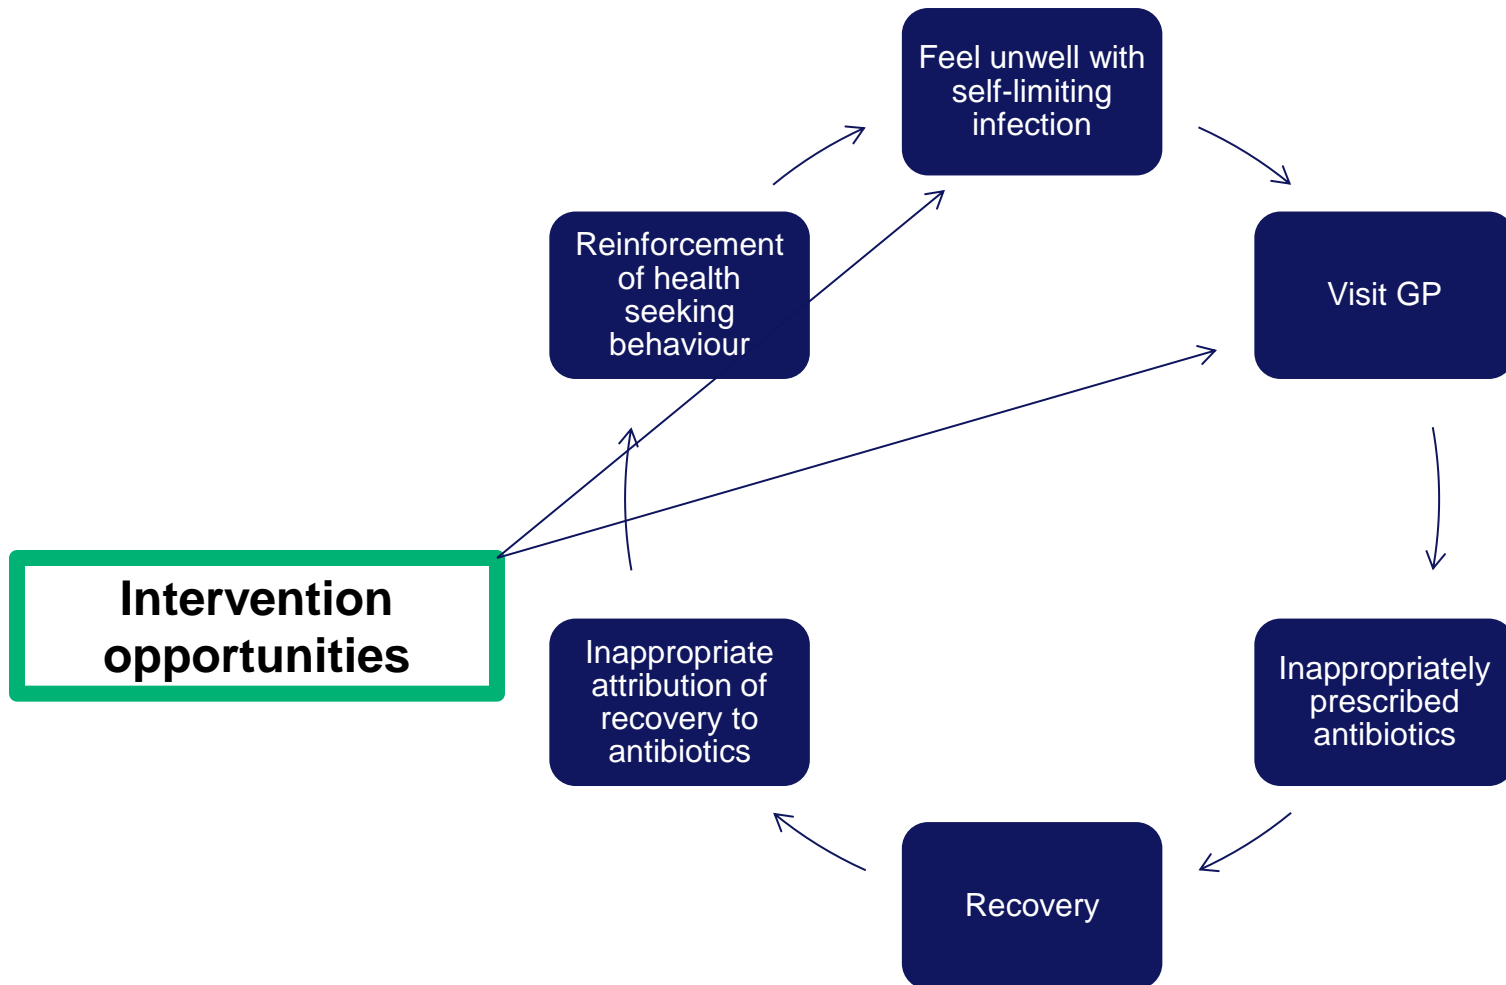 Feel unwell with
self-limiting
infection
Visit GP
Inappropriately
prescribed
antibiotics
Recovery
Inappropriate
attribution of
recovery to
antibiotics
Reinforcement
of health
seeking
behaviour
Intervention
opportunities